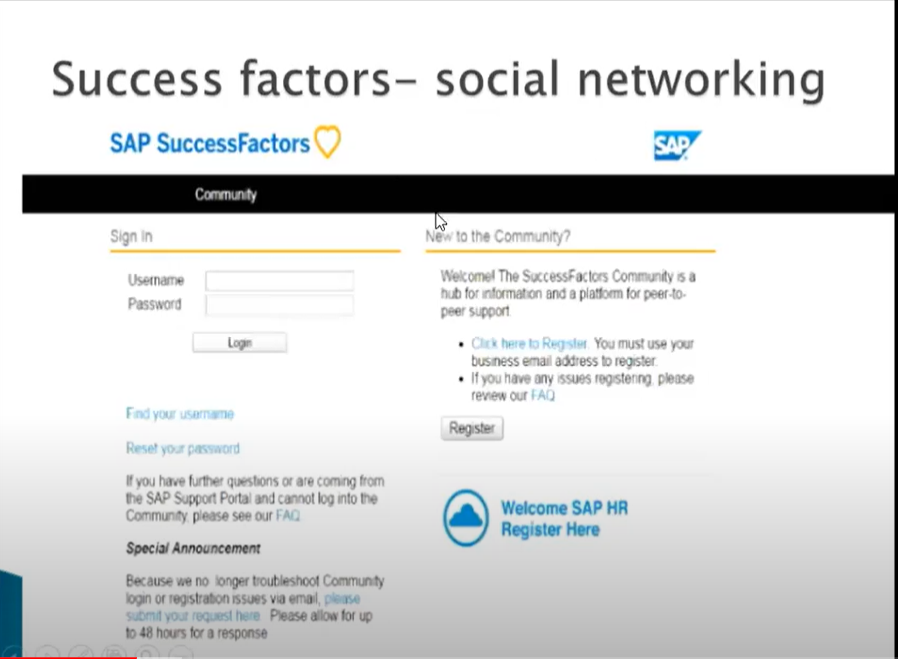 Success factors- social networking
SAP SuccessFactors
SAP
Community
Sign In
Username
Password
Login
Find your username
Reset your password
If you have further questions or are coming from
the SAP Support Portal and cannot log into the
Community, please see our FAQ
Special Announcement
Because we no longer troubleshoot Community
login or registration issues via email, please
submit your request here. Please allow for up
to 48 hours for a response
New to the Community?
Welcome! The SuccessFactors Community is a
hub for information and a platform for peer-to-
peer support
• Click here to Register. You must use your
business email address to register.
• If you have any issues registering, please
review our FAQ
Register
Welcome SAP HR
Register Here